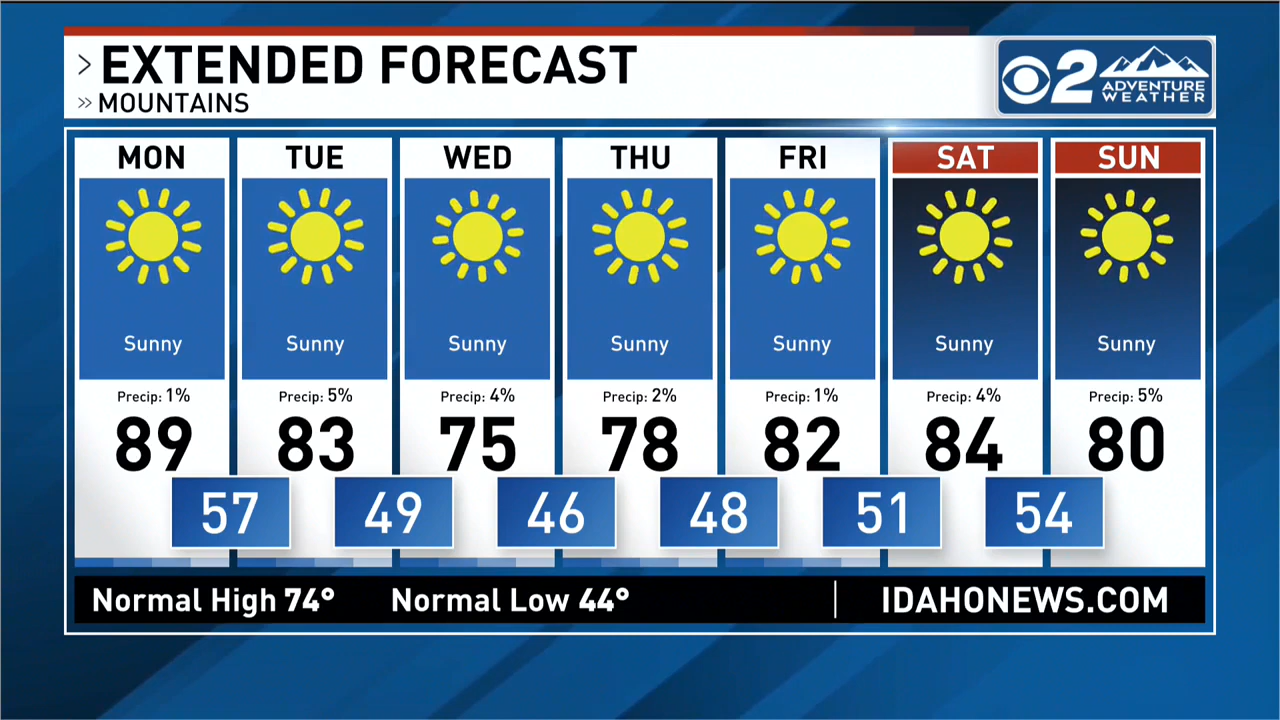 > EXTENDED FORECAST
» MOUNTAINS
2 ADVENTURE WEATHER
MON TUE WED THU FRI SAT SUN
Sunny Sunny Sunny Sunny Sunny Sunny Sunny
Precip: 1% Precip: 5% Precip: 4% Precip: 2% Precip: 1% Precip: 4% Precip: 5%
89 83 75 78 82 84 80
57 49 46 48 51 54
Normal High 74° Normal Low 44° IDAHONEWS.COM